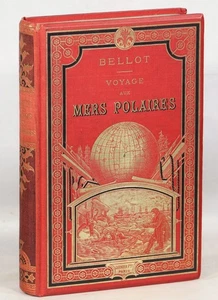 BELLOT
VOYAGE
AUX
MERS POLAIRES